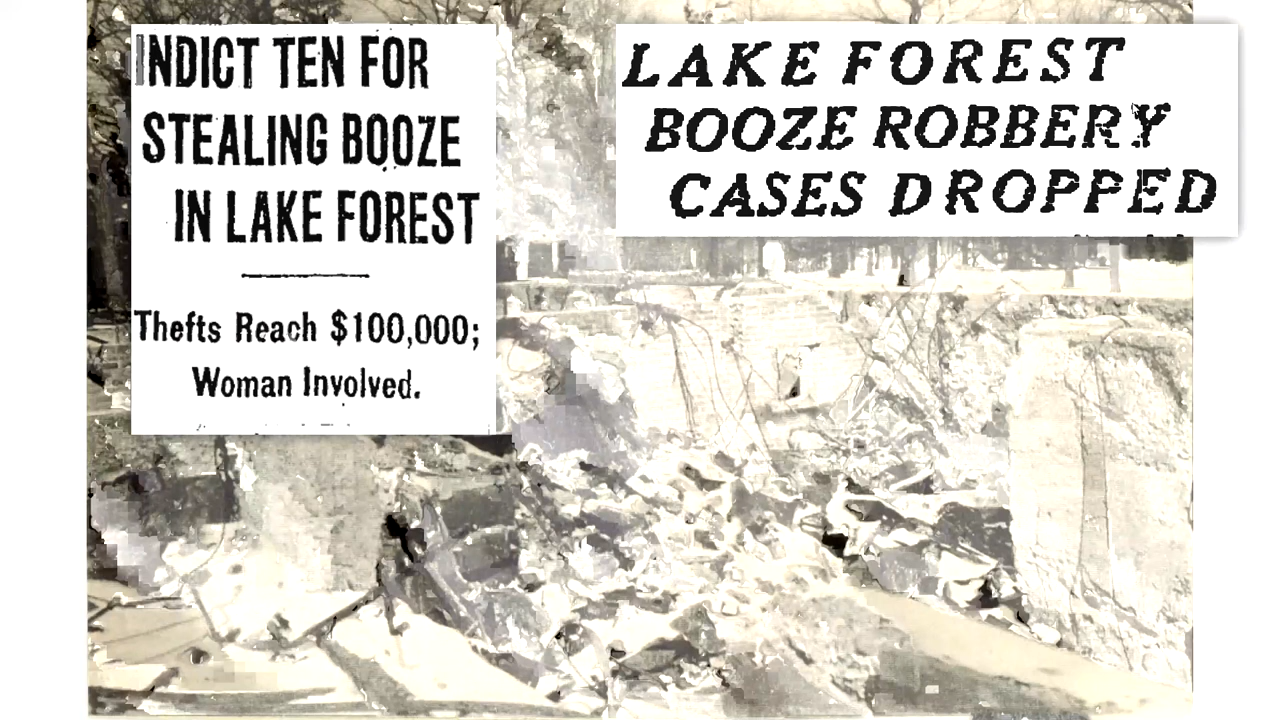 INDICT TEN FOR
STEALING BOOZE
IN LAKE FOREST
Thefts Reach $100,000;
Woman Involved.
LAKE FOREST
BOOZE ROBBERY
CASES DROPPED